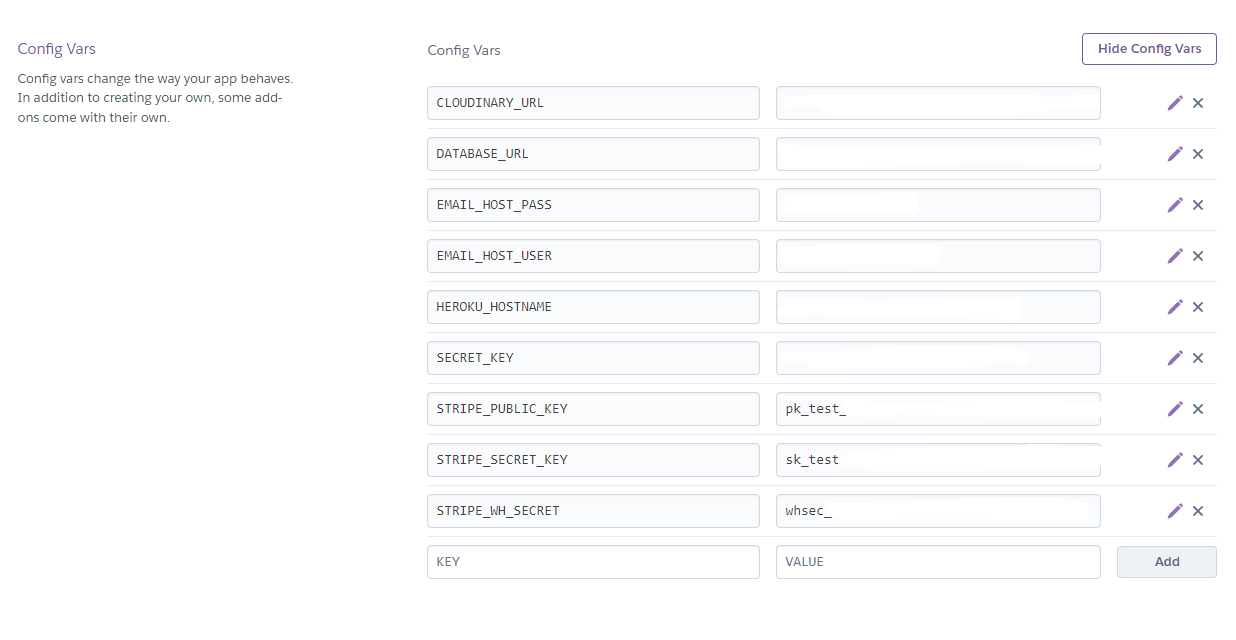 Config Vars
Config vars change the way your app behaves.
In addition to creating your own, some add-
ons come with their own.
Config Vars
Hide Config Vars
CLOUDINARY_URL
DATABASE_URL
EMAIL_HOST_PASS
EMAIL_HOST_USER
HEROKU_HOSTNAME
SECRET_KEY
STRIPE_PUBLIC_KEY pk_test_
STRIPE_SECRET_KEY sk_test
STRIPE_WH_SECRET whsec_
KEY VALUE Add